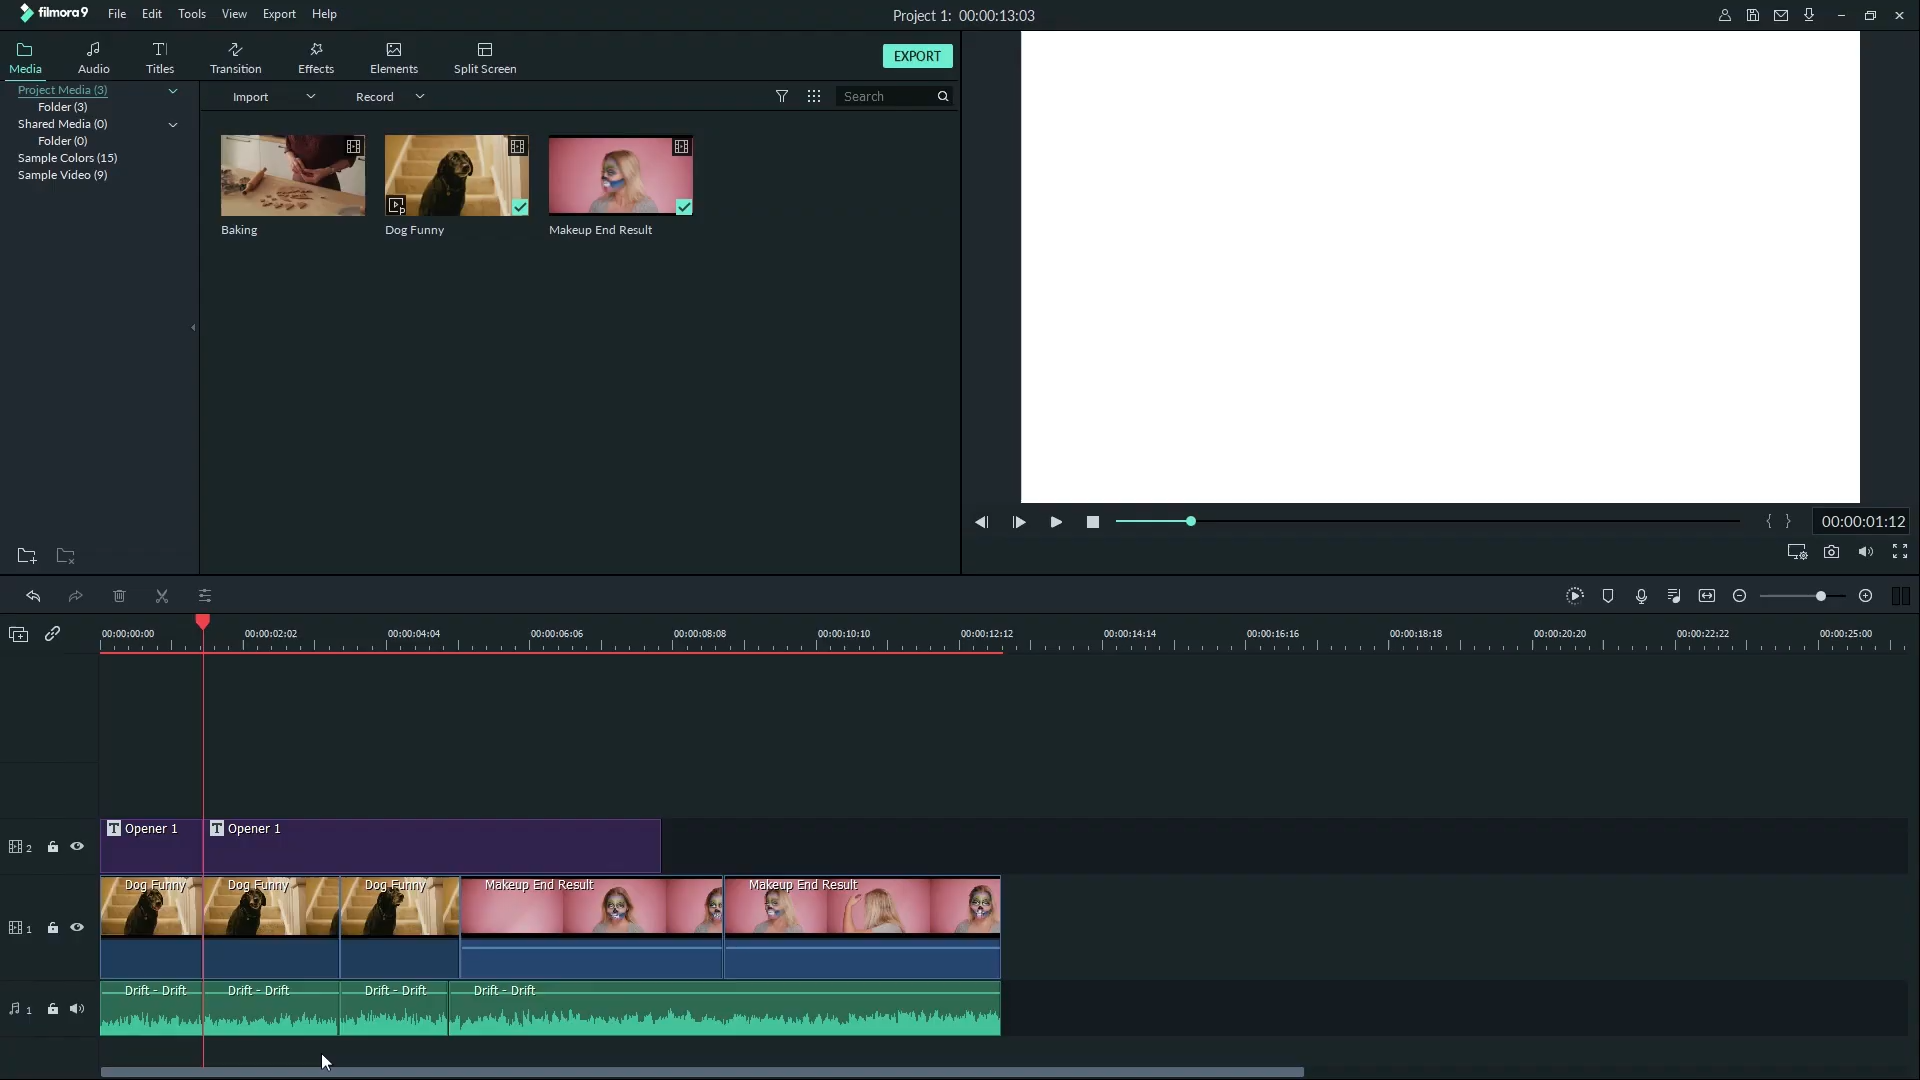 filmora9 File Edit Tools View Export Help Project 1: 00:00:13:03
Media Audio Titles Transition Effects Elements Split Screen EXPORT
Project Media (3)
Folder (3)
Shared Media (0)
Folder (0)
Sample Colors (15)
Sample Video (9)
Import Record Search
Baking Dog Funny Makeup End Result
00:00:01:12
00:00:00:00 00:00:02:02 00:00:04:04 00:00:06:06 00:00:08:08 00:00:10:10 00:00:12:12 00:00:14:14 00:00:16:16 00:00:18:18 00:00:20:20 00:00:22:22 00:00:25:00
2 T Opener 1 T Opener 1
Dog Funny Dog Funny Dog Funny Makeup End Result Makeup End Result
1
Drift - Drift Drift - Drift Drift - Drift Drift - Drift
1